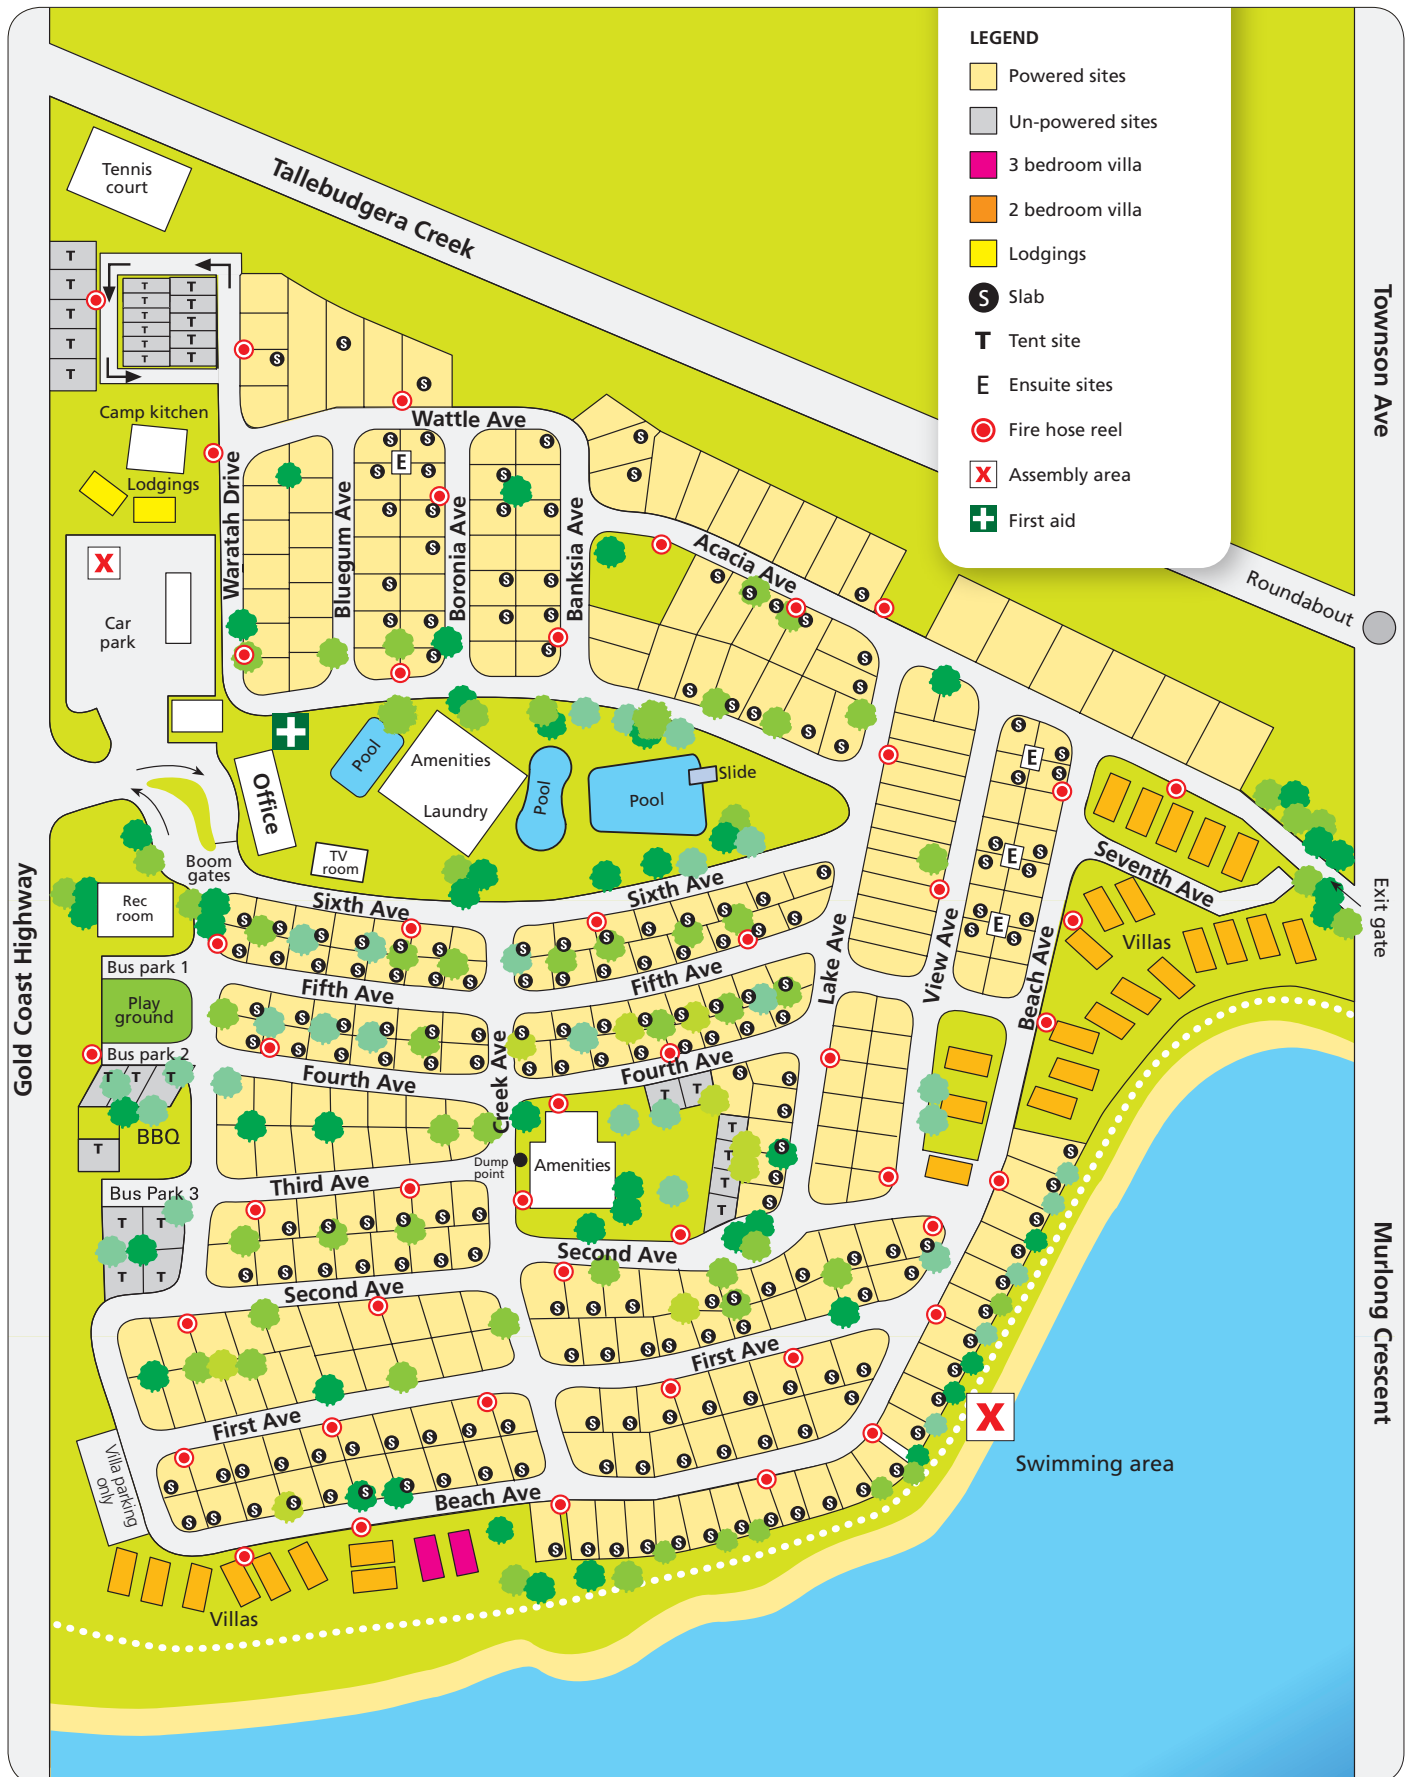 LEGEND
Powered sites
Un-powered sites
3 bedroom villa
2 bedroom villa
Lodgings
S Slab
T Tent site
E Ensuite sites
Fire hose reel
X Assembly area
First aid
Tennis
court
Tallebudgera Creek
Townson Ave
Roundabout
Camp kitchen
Lodgings
Wattle Ave
Waratah Drive
Bluegum Ave
Boronia Ave
Banksia Ave
Acacia Ave
E
X
Car
park
Office
Pool
Amenities
Laundry
Pool
Pool
Slide
TV
room
Boom
gates
Rec
room
Gold Coast Highway
Sixth Ave
Sixth Ave
Lake Ave
View Ave
Beach Ave
E
E
E
Seventh Ave
Villas
Exit gate
Bus park 1
Play
ground
Bus park 2
BBQ
Bus Park 3
Fifth Ave
Fifth Ave
Creek Ave
Fourth Ave
Fourth Ave
Dump
point
Amenities
Third Ave
Second Ave
Second Ave
First Ave
First Ave
Beach Ave
Villa parking
only
Villas
X
Swimming area
Murlong Crescent